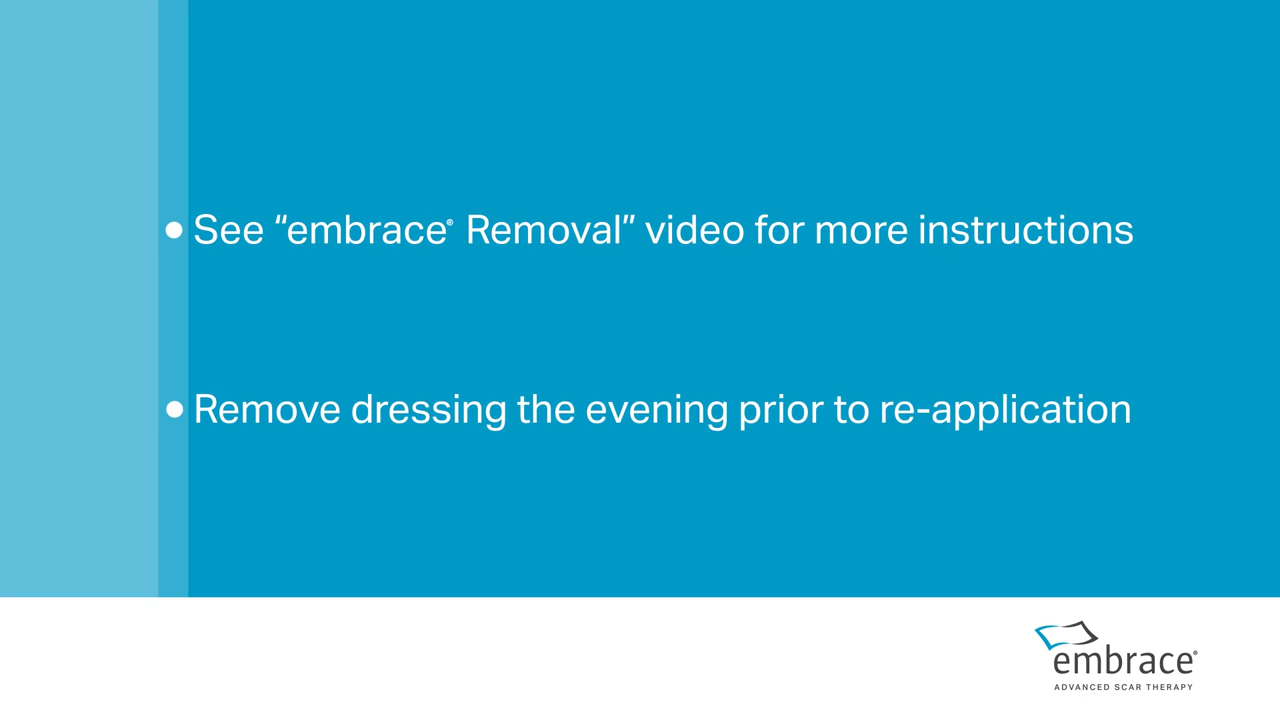 • See “embrace® Removal” video for more instructions
• Remove dressing the evening prior to re-application
embrace®
ADVANCED SCAR THERAPY